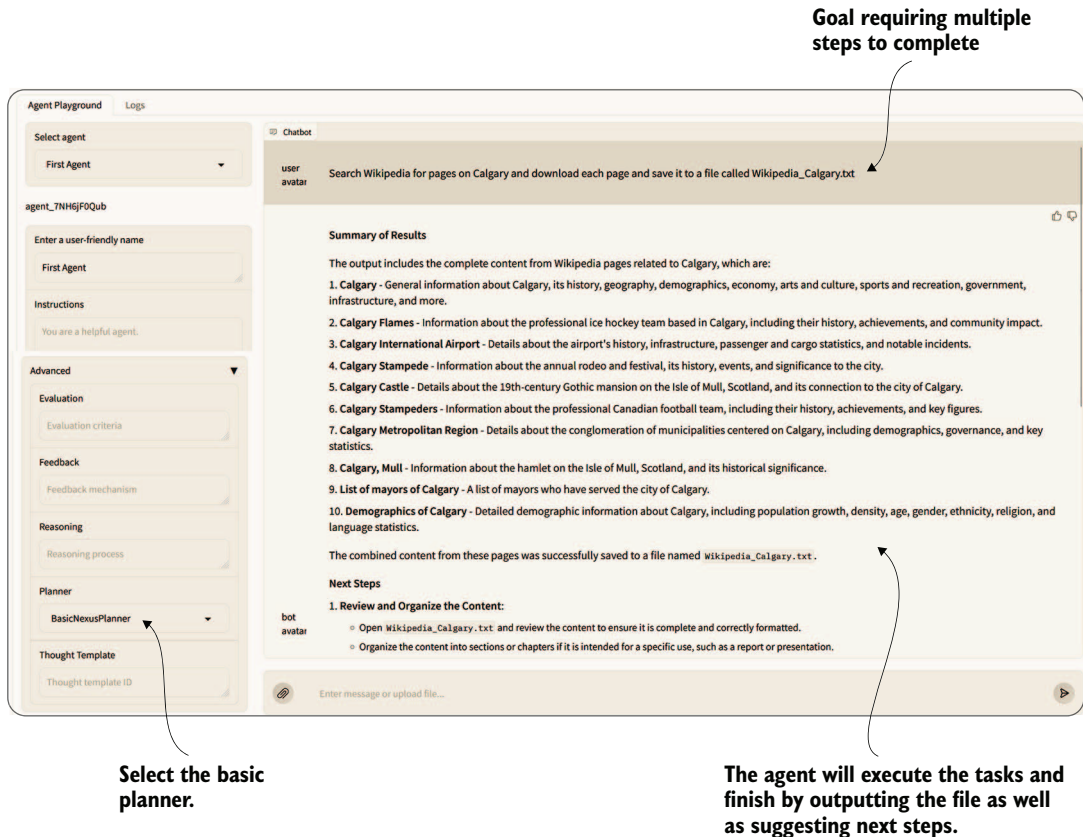 Goal requiring multiple
steps to complete
Agent Playground
Logs
Select agent
First Agent
agent_7NH6jF0Qub
Enter a user-friendly name
First Agent
Instructions
You are a helpful agent.
Advanced
Evaluation
Evaluation criteria
Feedback
Feedback mechanism
Reasoning
Reasoning process
Planner
BasicNexusPlanner
Thought Template
Thought template ID
Chatbot
user
avatar
Search Wikipedia for pages on Calgary and download each page and save it to a file called Wikipedia_Calgary.txt
Summary of Results
The output includes the complete content from Wikipedia pages related to Calgary, which are:
1. Calgary - General information about Calgary, its history, geography, demographics, economy, arts and culture, sports and recreation, government,
infrastructure, and more.
2. Calgary Flames - Information about the professional ice hockey team based in Calgary, including their history, achievements, and community impact.
3. Calgary International Airport - Details about the airport's history, infrastructure, passenger and cargo statistics, and notable incidents.
4. Calgary Stampede - Information about the annual rodeo and festival, its history, events, and significance to the city.
5. Calgary Castle - Details about the 19th-century Gothic mansion on the Isle of Mull, Scotland, and its connection to the city of Calgary.
6. Calgary Stampeders - Information about the professional Canadian football team, including their history, achievements, and key figures.
7. Calgary Metropolitan Region - Details about the conglomeration of municipalities centered on Calgary, including demographics, governance, and key
statistics.
8. Calgary, Mull - Information about the hamlet on the Isle of Mull, Scotland, and its historical significance.
9. List of mayors of Calgary - A list of mayors who have served the city of Calgary.
10. Demographics of Calgary - Detailed demographic information about Calgary, including population growth, density, age, gender, ethnicity, religion, and
language statistics.
The combined content from these pages was successfully saved to a file named Wikipedia_Calgary.txt.
Next Steps
1. Review and Organize the Content:
Open Wikipedia_Calgary.txt and review the content to ensure it is complete and correctly formatted.
Organize the content into sections or chapters if it is intended for a specific use, such as a report or presentation.
bot
avatar
Enter message or upload file...
Select the basic
planner.
The agent will execute the tasks and
finish by outputting the file as well
as suggesting next steps.